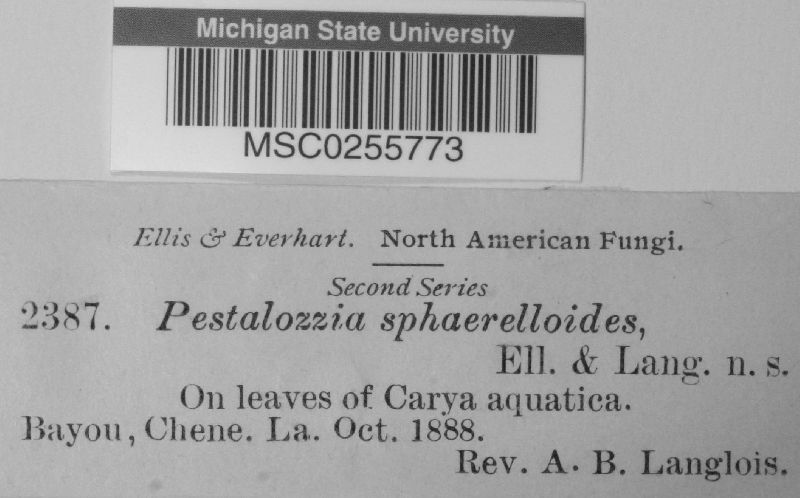 Michigan State University
MSC0255773
Ellis & Everhart. North American Fungi.
Second Series
2387. Pestalozzia sphaerelloides,
Ell. & Lang. n. s.
On leaves of Carya aquatica.
Bayou, Chene. La. Oct. 1888.
Rev. A. B. Langlois.